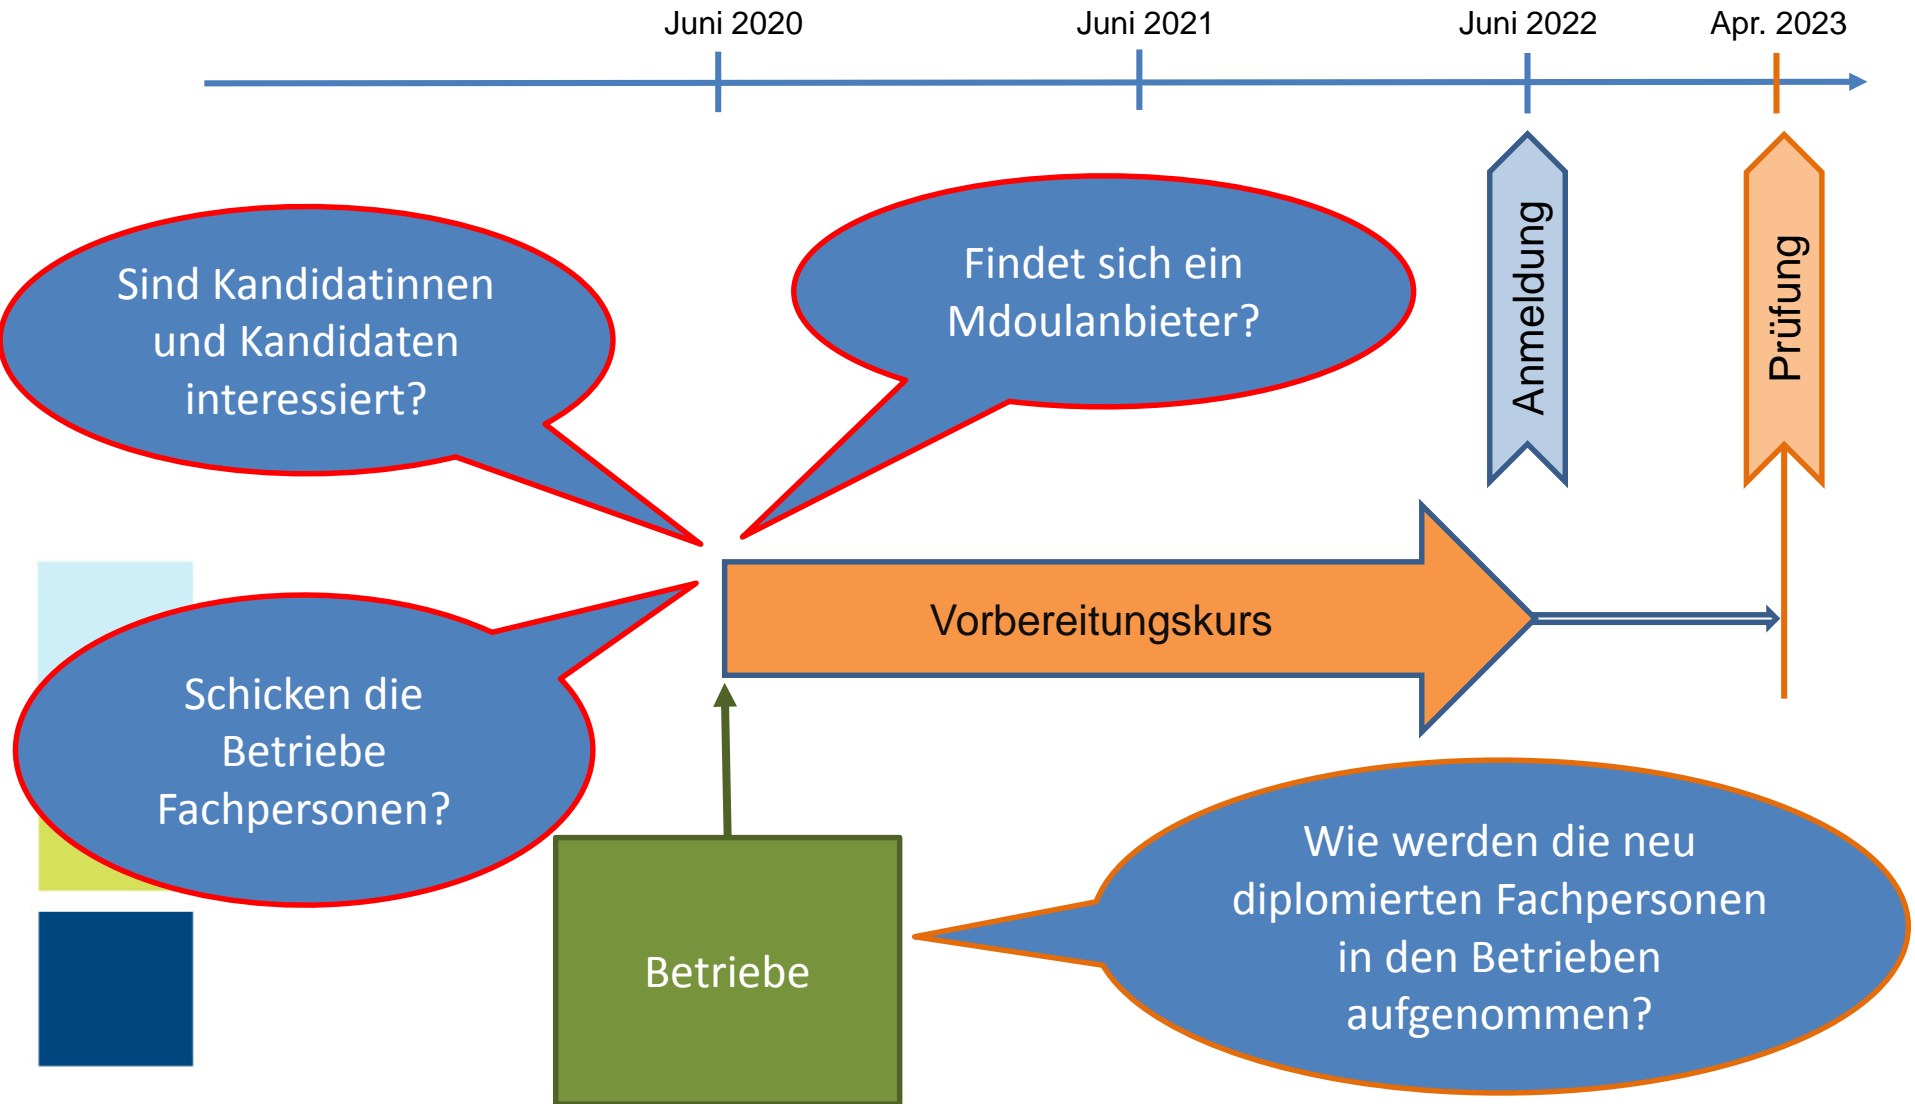 Juni 2020
Juni 2021
Juni 2022
Apr. 2023
Sind Kandidatinnen
und Kandidaten
interessiert?
Findet sich ein
Mdoulanbieter?
Anmeldung
Prüfung
Vorbereitungskurs
Schicken die
Betriebe
Fachpersonen?
Betriebe
Wie werden die neu
diplomierten Fachpersonen
in den Betrieben
aufgenommen?